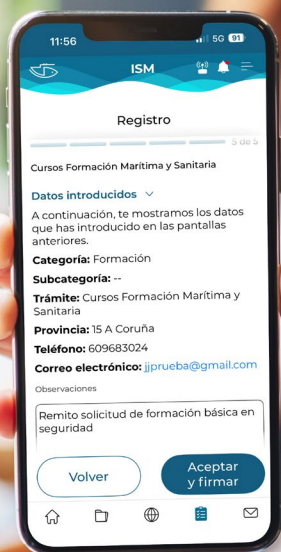 11:56
5G 91
ISM
Registro
5 de 5
Cursos Formación Marítima y Sanitaria
Datos introducidos
A continuación, te mostramos los datos
que has introducido en las pantallas
anteriores.
Categoría: Formación
Subcategoría: --
Trámite: Cursos Formación Marítima y
Sanitaria
Provincia: 15 A Coruña
Teléfono: 609683024
Correo electrónico: jjprueba@gmail.com
Observaciones
Remito solicitud de formación básica en
seguridad
Volver
Aceptar
y firmar